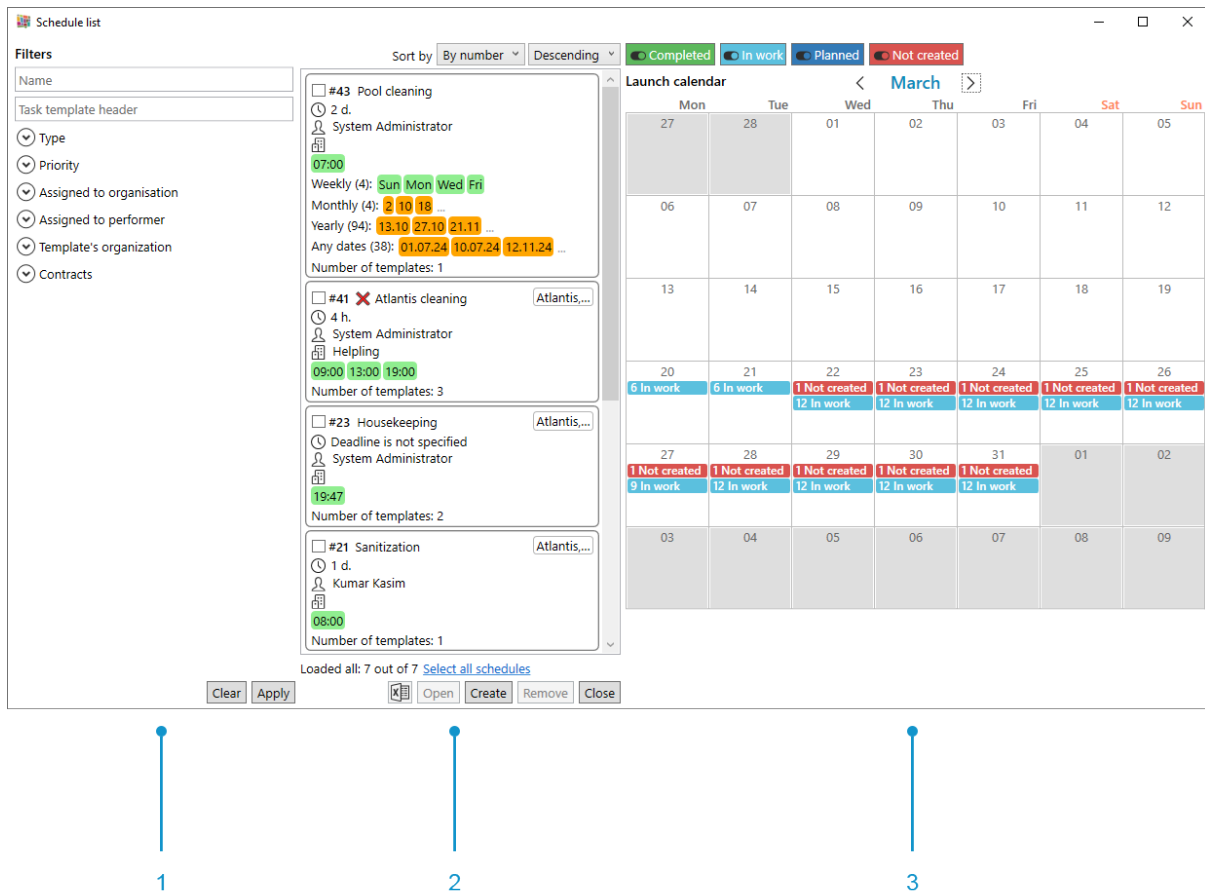 Schedule list
Filters
Name
Task template header
Type
Priority
Assigned to organisation
Assigned to performer
Template's organization
Contracts
Clear Apply
Sort by By number Descending
#43 Pool cleaning
2 d.
System Administrator
07:00
Weekly (4): Sun Mon Wed Fri
Monthly (4): 2 10 18 ...
Yearly (94): 13.10 27.10 21.11 ...
Any dates (38): 01.07.24 10.07.24 12.11.24 ...
Number of templates: 1
#41 Atlantis cleaning Atlantis,...
4 h.
System Administrator
Helpling
09:00 13:00 19:00
Number of templates: 3
#23 Housekeeping Atlantis,...
Deadline is not specified
System Administrator
19:47
Number of templates: 2
#21 Sanitization Atlantis,...
1 d.
Kumar Kasim
08:00
Number of templates: 1
Loaded all: 7 out of 7 Select all schedules
Open Create Remove Close
Completed In work Planned Not created
Launch calendar March
Mon Tue Wed Thu Fri Sat Sun
27 28 01 02 03 04 05
06 07 08 09 10 11 12
13 14 15 16 17 18 19
20 21 22 23 24 25 26
6 In work 6 In work 1 Not created 1 Not created 1 Not created 1 Not created 1 Not created
12 In work 12 In work 12 In work 12 In work 12 In work
27 28 29 30 31 01 02
1 Not created 1 Not created 1 Not created 1 Not created 1 Not created
9 In work 12 In work 12 In work 12 In work 12 In work
03 04 05 06 07 08 09
1 2 3